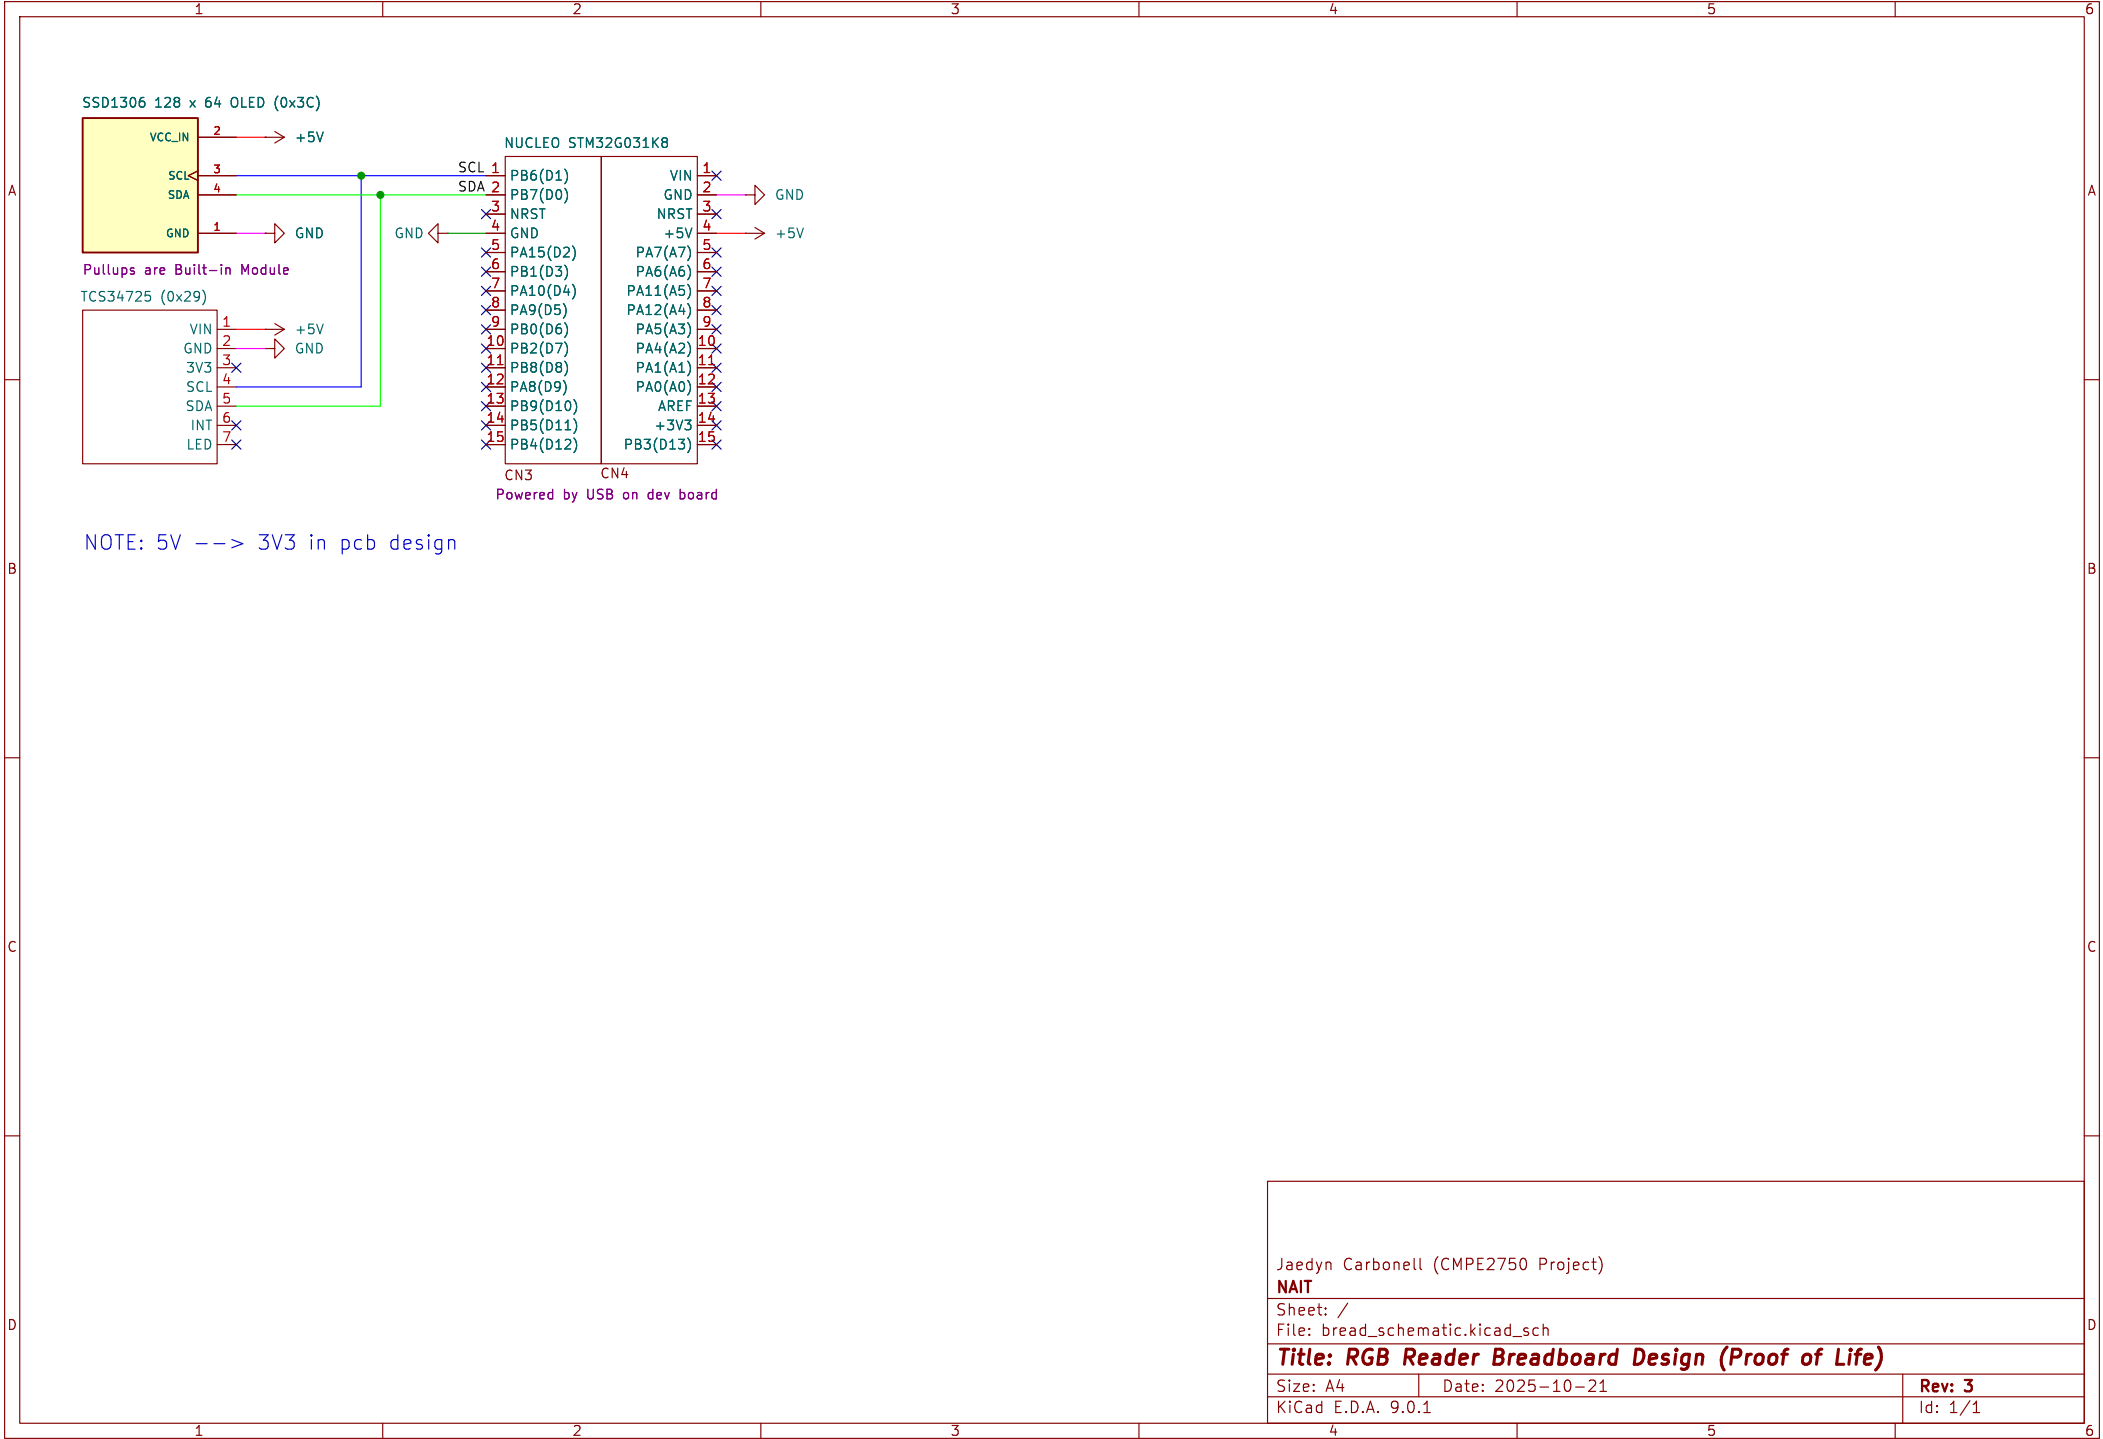 1 2 3 4 5 6
SSD1306 128 x 64 OLED (0x3C)
VCC_IN 2 +5V
SCL 3
SDA 4
GND 1 GND
Pullups are Built-in Module
TCS34725 (0x29)
VIN 1 +5V
GND 2 GND
3V3 3
SCL 4
SDA 5
INT 6
LED 7
NUCLEO STM32G031K8
SCL 1 PB6(D1) VIN 1
SDA 2 PB7(D0) GND 2 GND
3 NRST NRST 3
GND 4 GND +5V 4 +5V
5 PA15(D2) PA7(A7) 5
6 PB1(D3) PA6(A6) 6
7 PA10(D4) PA11(A5) 7
8 PA9(D5) PA12(A4) 8
9 PB0(D6) PA5(A3) 9
10 PB2(D7) PA4(A2) 10
11 PB8(D8) PA1(A1) 11
12 PA8(D9) PA0(A0) 12
13 PB9(D10) AREF 13
14 PB5(D11) +3V3 14
15 PB4(D12) PB3(D13) 15
CN3 CN4
Powered by USB on dev board
NOTE: 5V --> 3V3 in pcb design
A A
B B
C C
D D
Jaedyn Carbonell (CMPE2750 Project)
NAIT
Sheet: /
File: bread_schematic.kicad_sch
Title: RGB Reader Breadboard Design (Proof of Life)
Size: A4 Date: 2025-10-21 Rev: 3
KiCad E.D.A. 9.0.1 Id: 1/1
1 2 3 4 5 6